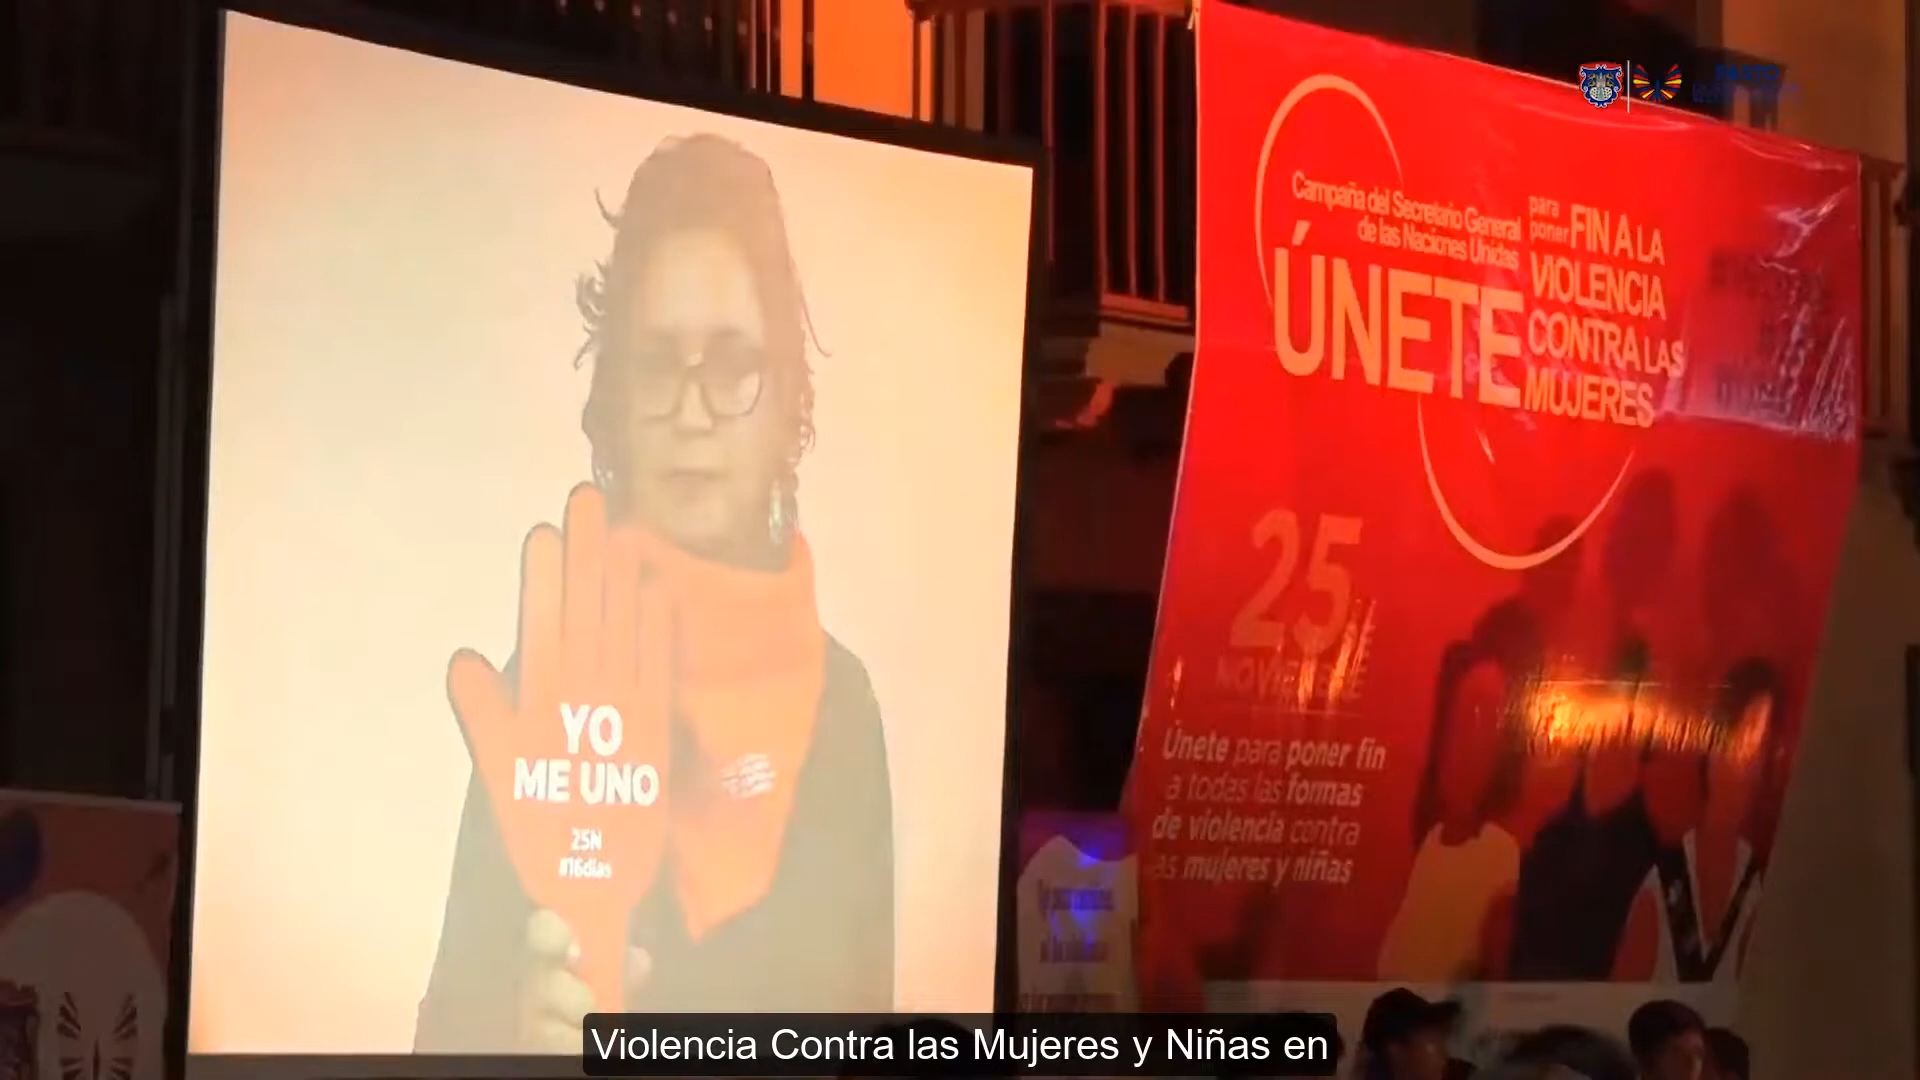 YO
ME UNO
25N
#16días
Campaña del Secretario General
de las Naciones Unidas
ÚNETE
para
poner FIN A LA
VIOLENCIA
CONTRA LAS
MUJERES
25
NOVIEMBRE
Únete para poner fin
a todas las formas
de violencia contra
las mujeres y niñas
PASTO
Violencia Contra las Mujeres y Niñas en